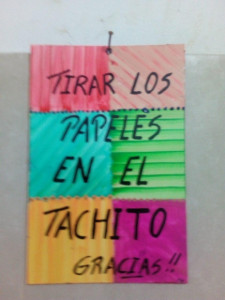 TIRAR LOS
PAPELES
EN EL
TACHITO
GRACIAS!!